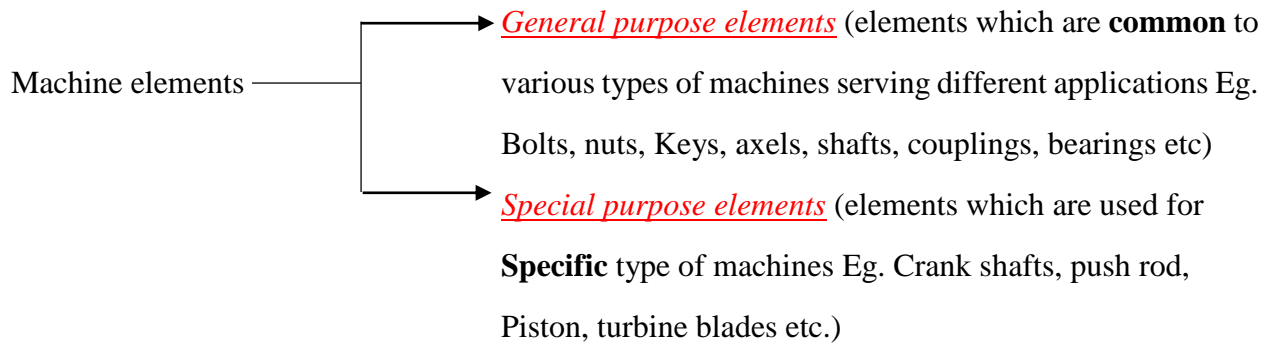 General purpose elements (elements which are common to
Machine elements
various types of machines serving different applications Eg.
Bolts, nuts, Keys, axels, shafts, couplings, bearings etc)
Special purpose elements (elements which are used for
Specific type of machines Eg. Crank shafts, push rod,
Piston, turbine blades etc.)